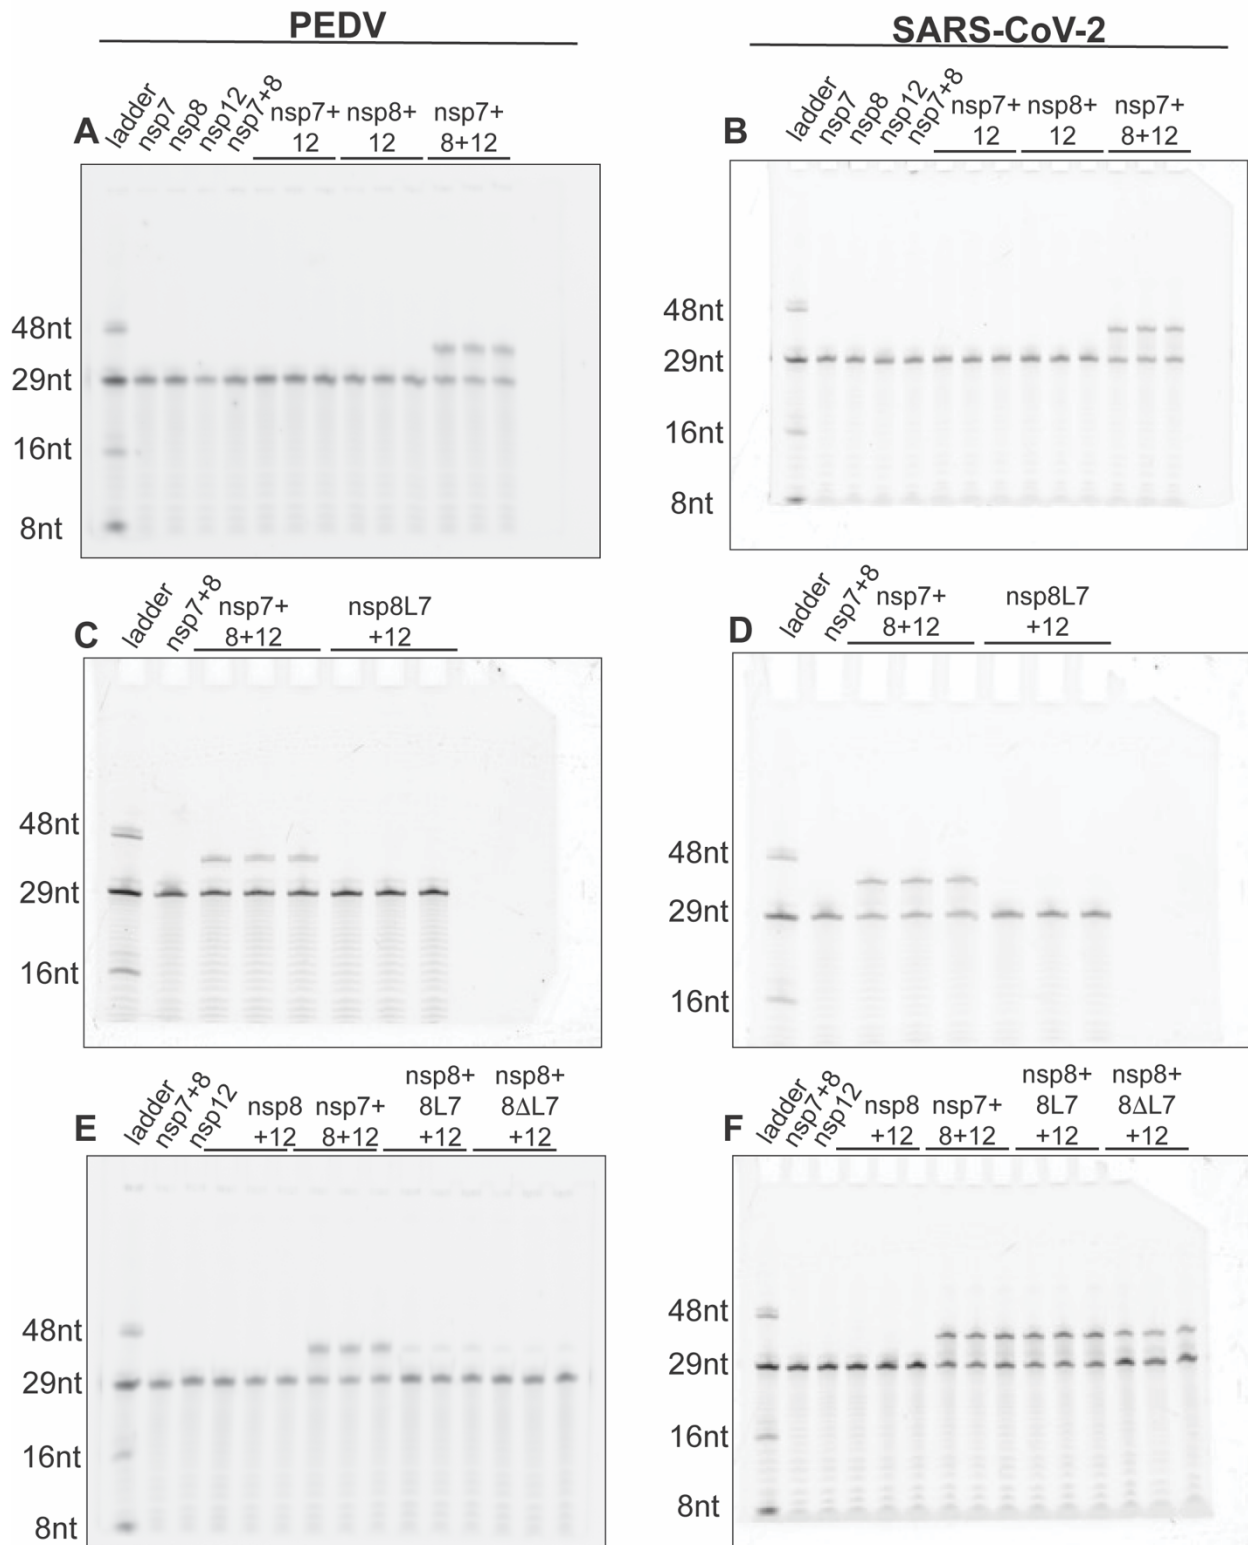 PEDV
SARS-CoV-2
A
ladder
nsp7
nsp8
nsp12
nsp7+8
nsp7+
12
nsp8+
12
nsp7+
8+12
48nt
29nt
16nt
8nt
B
ladder
nsp7
nsp8
nsp12
nsp7+8
nsp7+
12
nsp8+
12
nsp7+
8+12
48nt
29nt
16nt
8nt
C
ladder
nsp7+8
nsp7+
8+12
nsp8L7
+12
48nt
29nt
16nt
D
ladder
nsp7+8
nsp7+
8+12
nsp8L7
+12
48nt
29nt
16nt
E
ladder
nsp7+8
nsp12
nsp8
+12
nsp7+
8+12
nsp8+
8L7
+12
nsp8+
8ΔL7
+12
48nt
29nt
16nt
8nt
F
ladder
nsp7+8
nsp12
nsp8
+12
nsp7+
8+12
nsp8+
8L7
+12
nsp8+
8ΔL7
+12
48nt
29nt
16nt
8nt